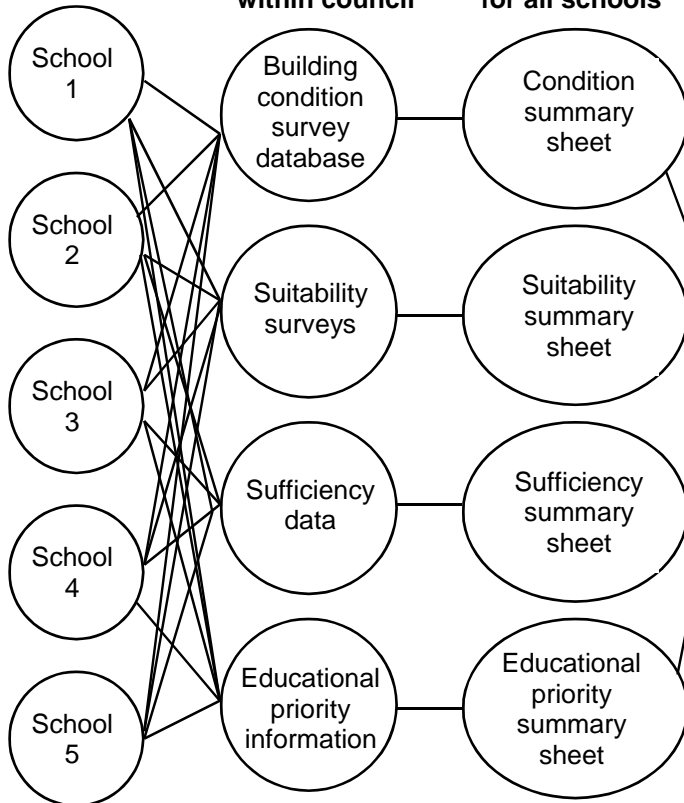 within council
for all schools
School
1
School
2
School
3
School
4
School
5
Building
condition
survey
database
Suitability
surveys
Sufficiency
data
Educational
priority
information
Condition
summary
sheet
Suitability
summary
sheet
Sufficiency
summary
sheet
Educational
priority
summary
sheet